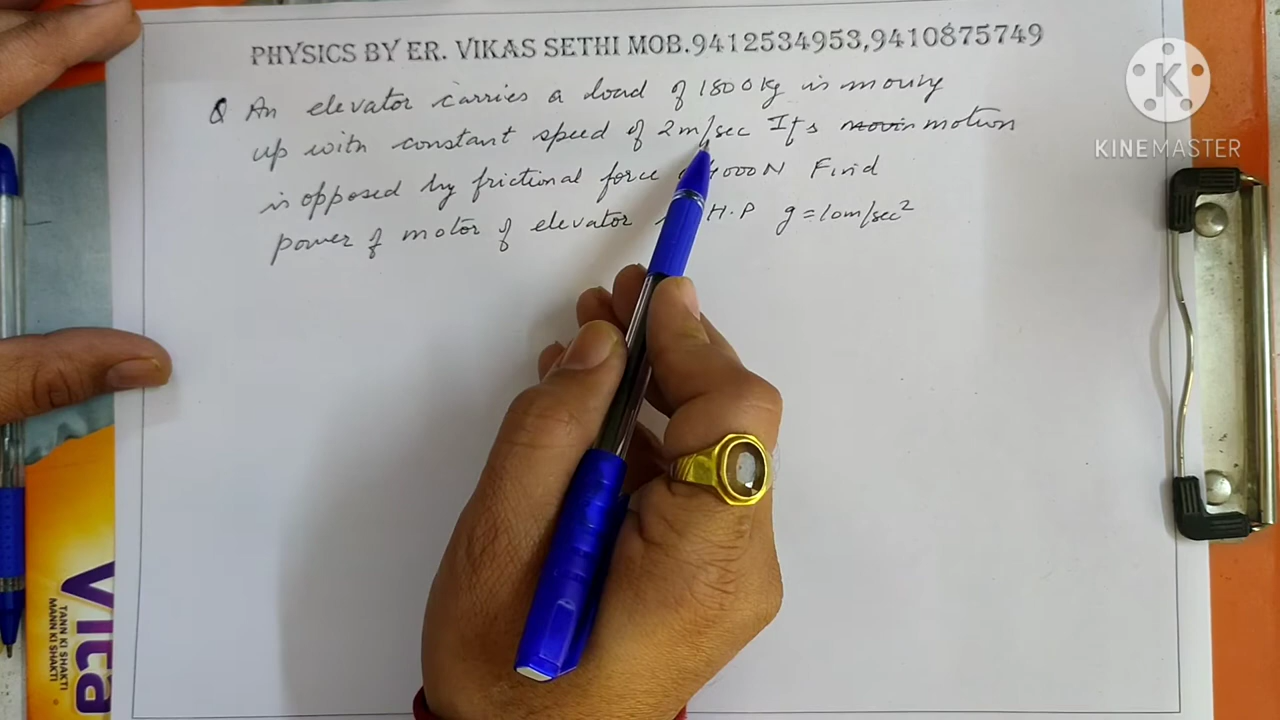 PHYSICS BY ER. VIKAS SETHI MOB.9412534953,9410875749
Q An elevator carries a load of 1800kg is moving
up with constant speed of 2m/sec Its motion
is opposed by frictional force 4000N Find
power of motor of elevator H.P g=10m/sec²
K
KINEMASTER
Vita
TANN KI SHAKTI
MANN KI SHAKTI